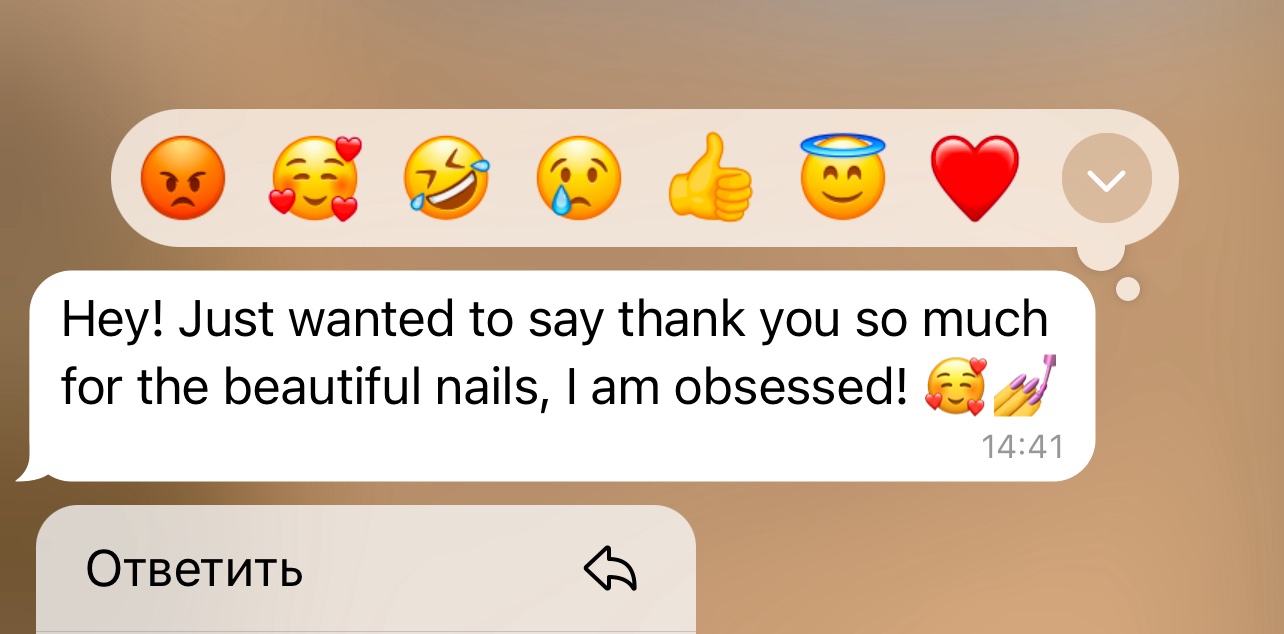 Hey! Just wanted to say thank you so much
for the beautiful nails, I am obsessed! 🥰💅
14:41
Ответить